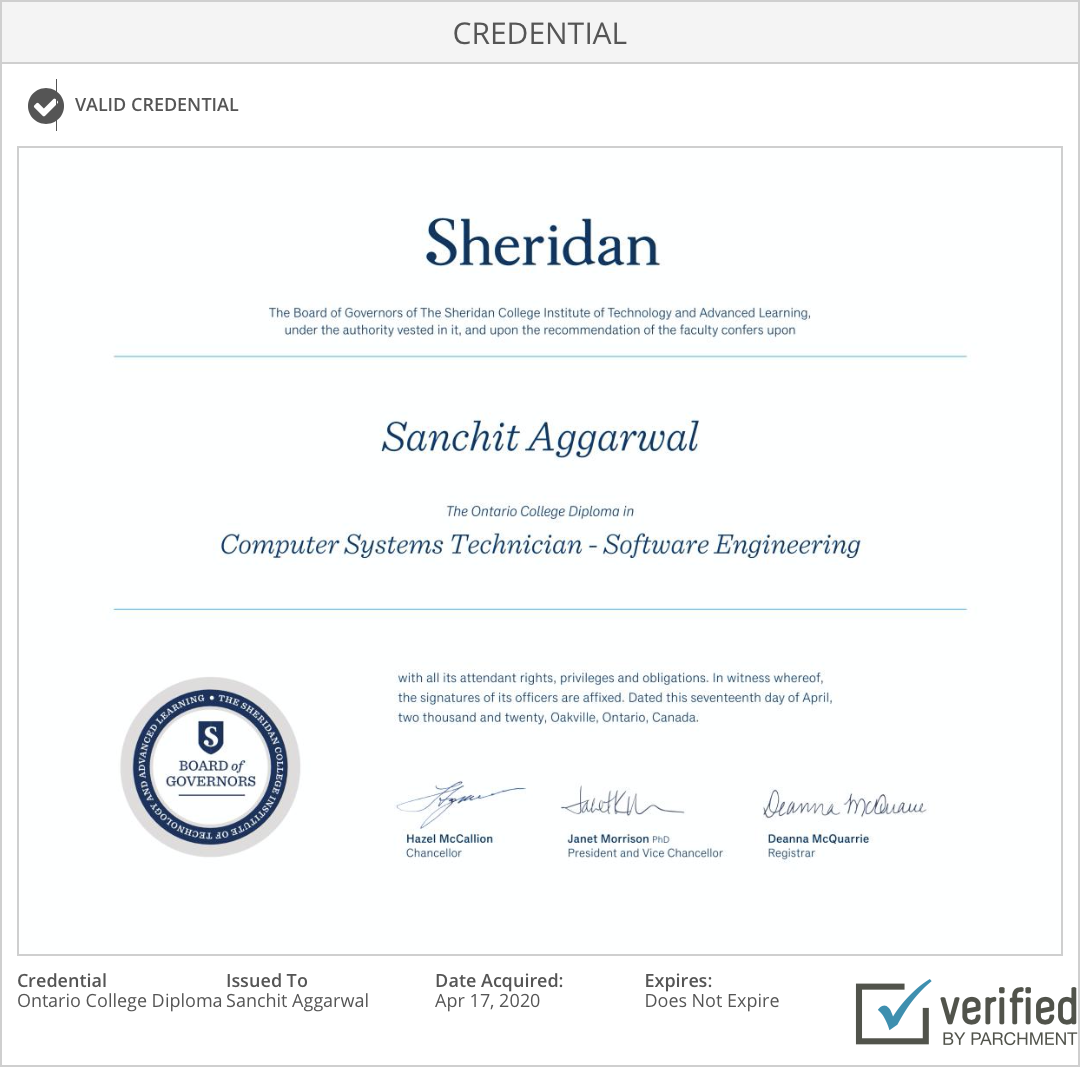 CREDENTIAL
VALID CREDENTIAL
Sheridan
The Board of Governors of The Sheridan College Institute of Technology and Advanced Learning,
under the authority vested in it, and upon the recommendation of the faculty confers upon
Sanchit Aggarwal
The Ontario College Diploma in
Computer Systems Technician - Software Engineering
with all its attendant rights, privileges and obligations. In witness whereof,
the signatures of its officers are affixed. Dated this seventeenth day of April,
two thousand and twenty, Oakville, Ontario, Canada.
THE SHERIDAN COLLEGE INSTITUTE OF TECHNOLOGY AND ADVANCED LEARNING •
S
BOARD of
GOVERNORS
Deanna McQuarrie
Hazel McCallion Janet Morrison PhD Deanna McQuarrie
Chancellor President and Vice Chancellor Registrar
Credential Issued To Date Acquired: Expires:
Ontario College Diploma Sanchit Aggarwal Apr 17, 2020 Does Not Expire
verified
BY PARCHMENT